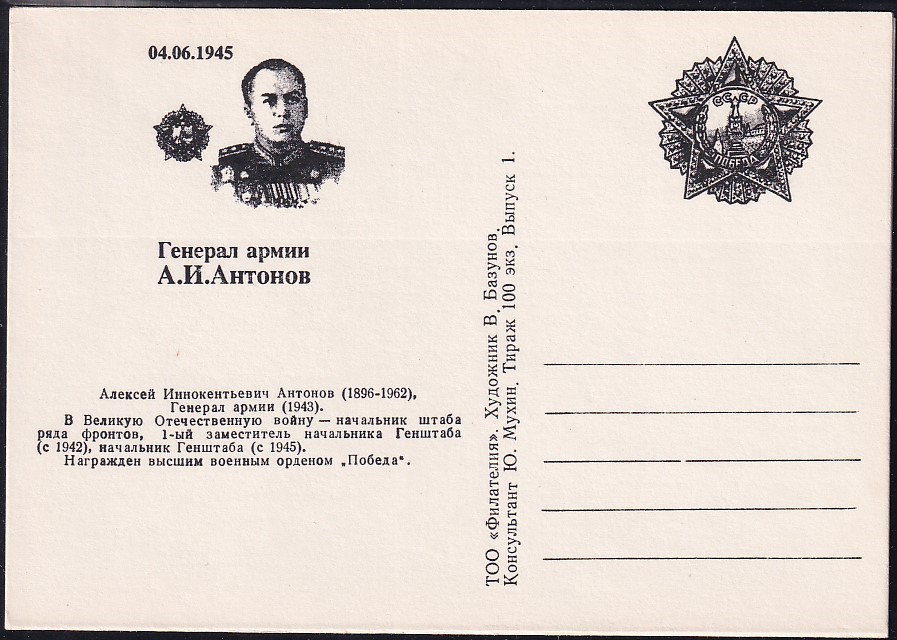 04.06.1945
Генерал армии
А.И.Антонов
Алексей Иннокентьевич Антонов (1896-1962),
Генерал армии (1943).
В Великую Отечественную войну — начальник штаба
ряда фронтов, 1-ый заместитель начальника Генштаба
(с 1942), начальник Генштаба (с 1945).
Награжден высшим военным орденом „Победа“.
ТОО «Филателия». Художник В. Базунов.
Консультант Ю. Мухин. Тираж 100 экз. Выпуск 1.
СССР
ПОБЕДА